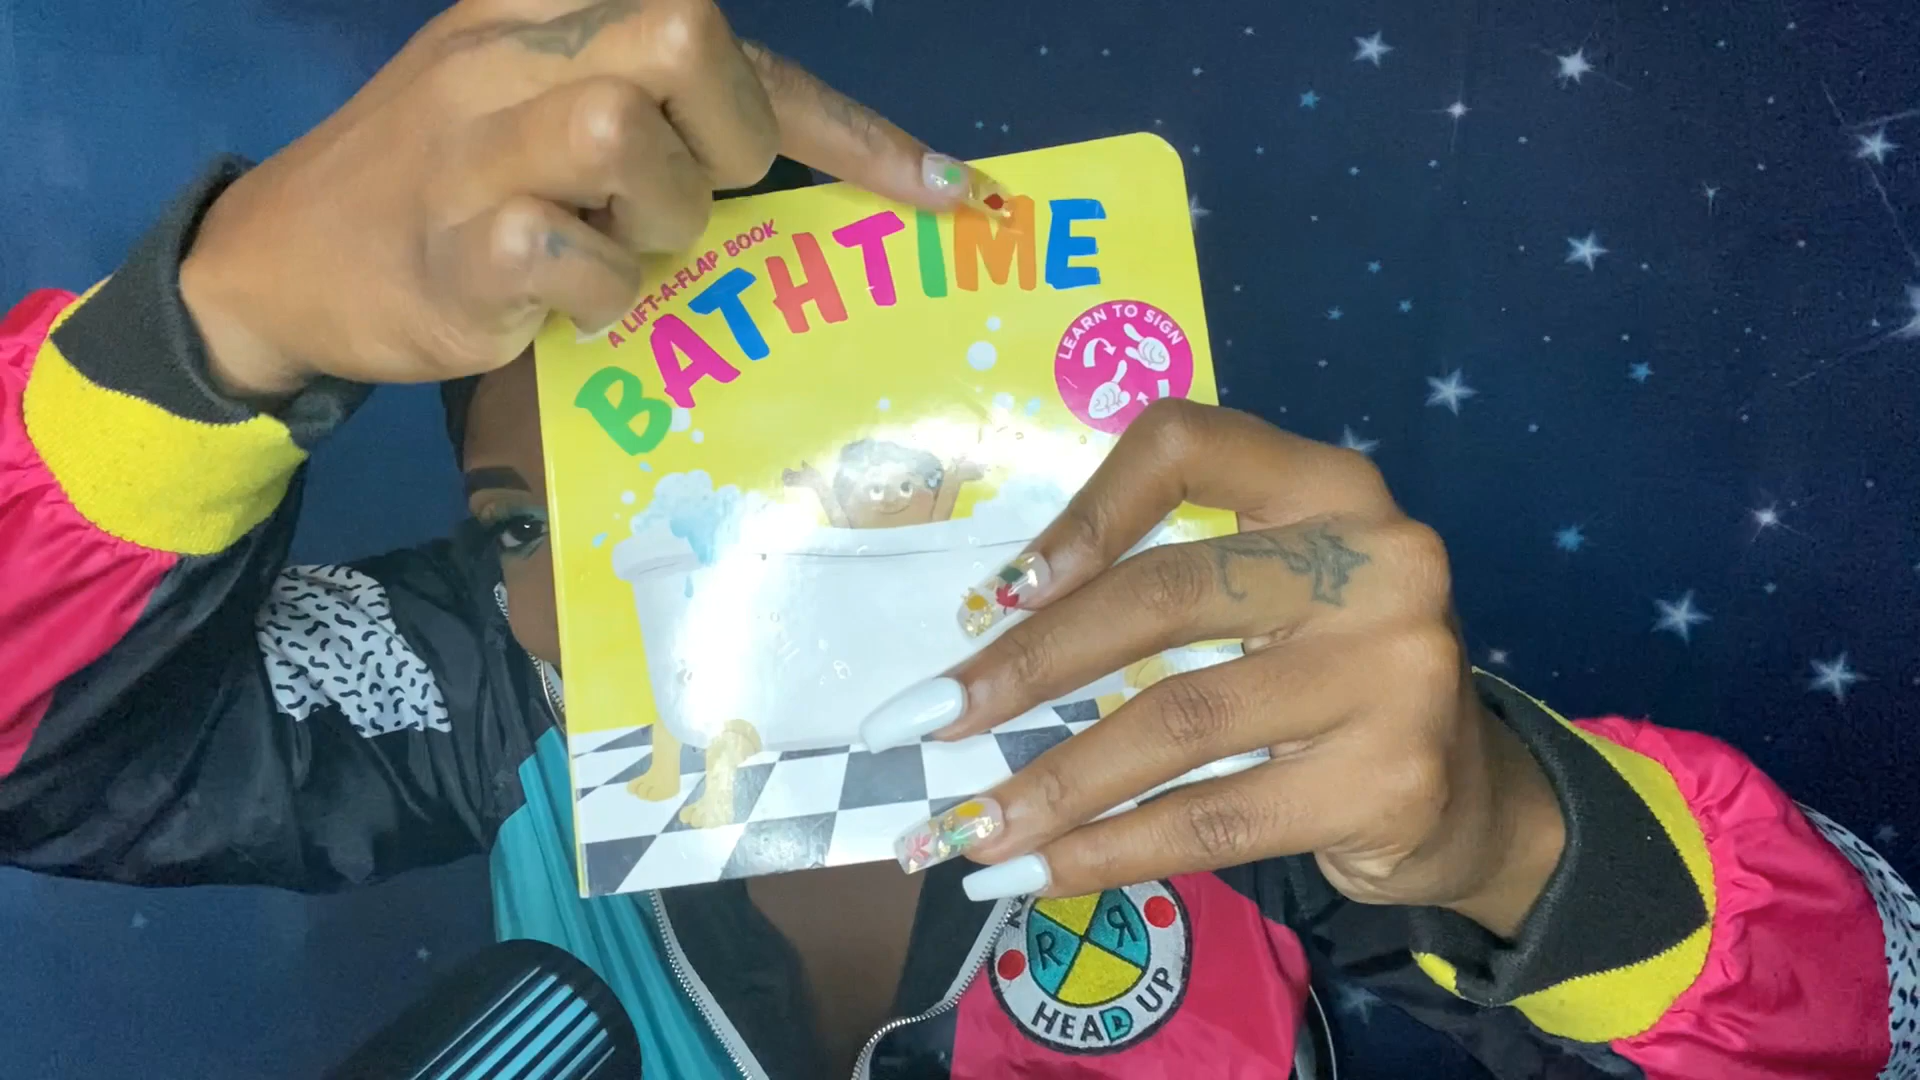 A LIFT-A-FLAP BOOK
BATHTIME
LEARN TO SIGN
R R
HEAD UP